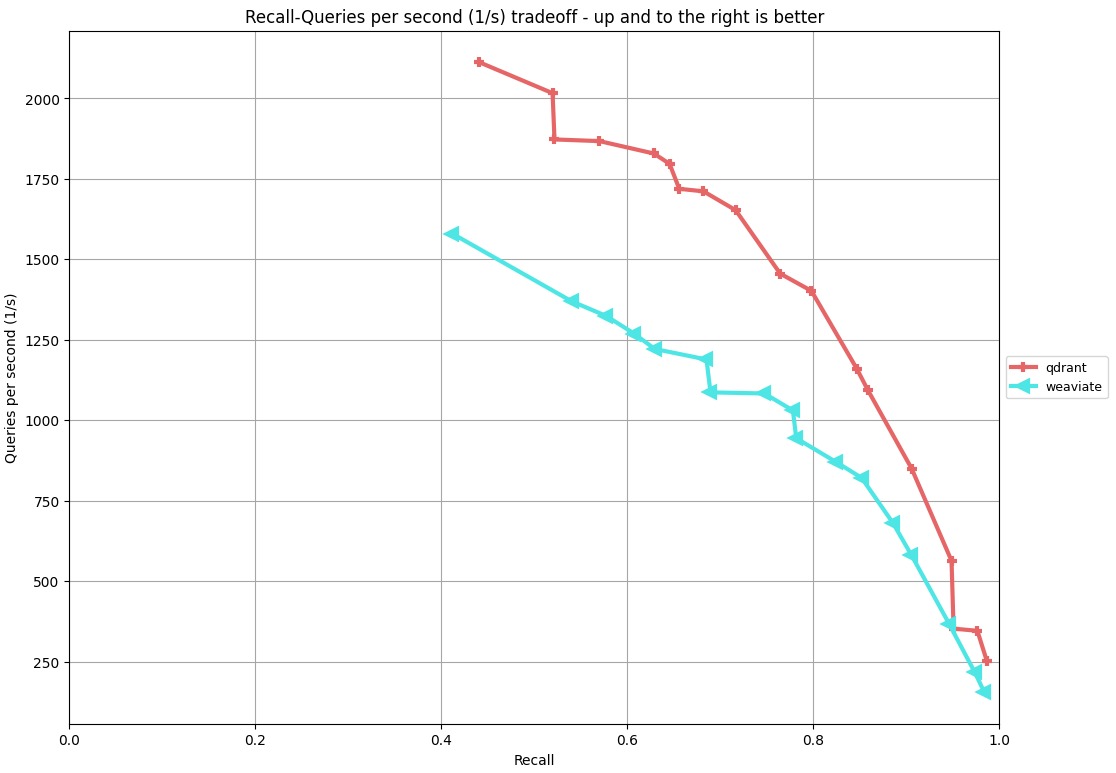 Recall-Queries per second (1/s) tradeoff - up and to the right is better
Queries per second (1/s)
2000
1750
1500
1250
1000
750
500
250
0.0
0.2
0.4
0.6
0.8
1.0
Recall
qdrant
weaviate